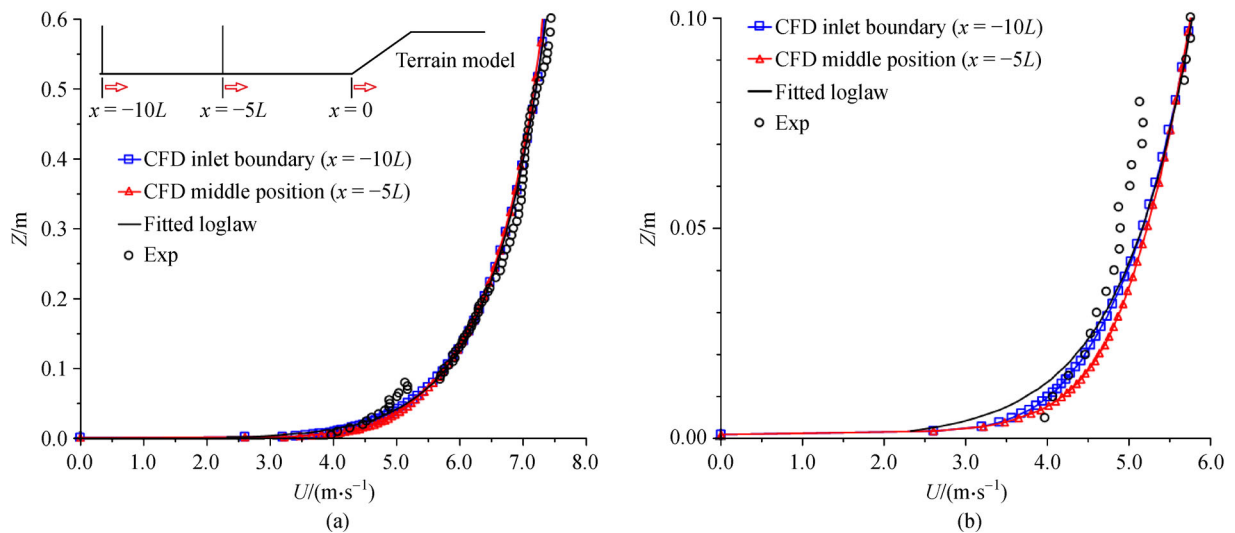 0.6
0.5
0.4
0.3
0.2
0.1
0.0
Z/m
Terrain model
x = −10L
x = −5L
x = 0
CFD inlet boundary (x = −10L)
CFD middle position (x = −5L)
Fitted loglaw
Exp
0.0 1.0 2.0 3.0 4.0 5.0 6.0 7.0 8.0
U/(m·s⁻¹)
(a)
0.10
0.05
0.00
Z/m
CFD inlet boundary (x = −10L)
CFD middle position (x = −5L)
Fitted loglaw
Exp
0.0 1.0 2.0 3.0 4.0 5.0 6.0
U/(m·s⁻¹)
(b)